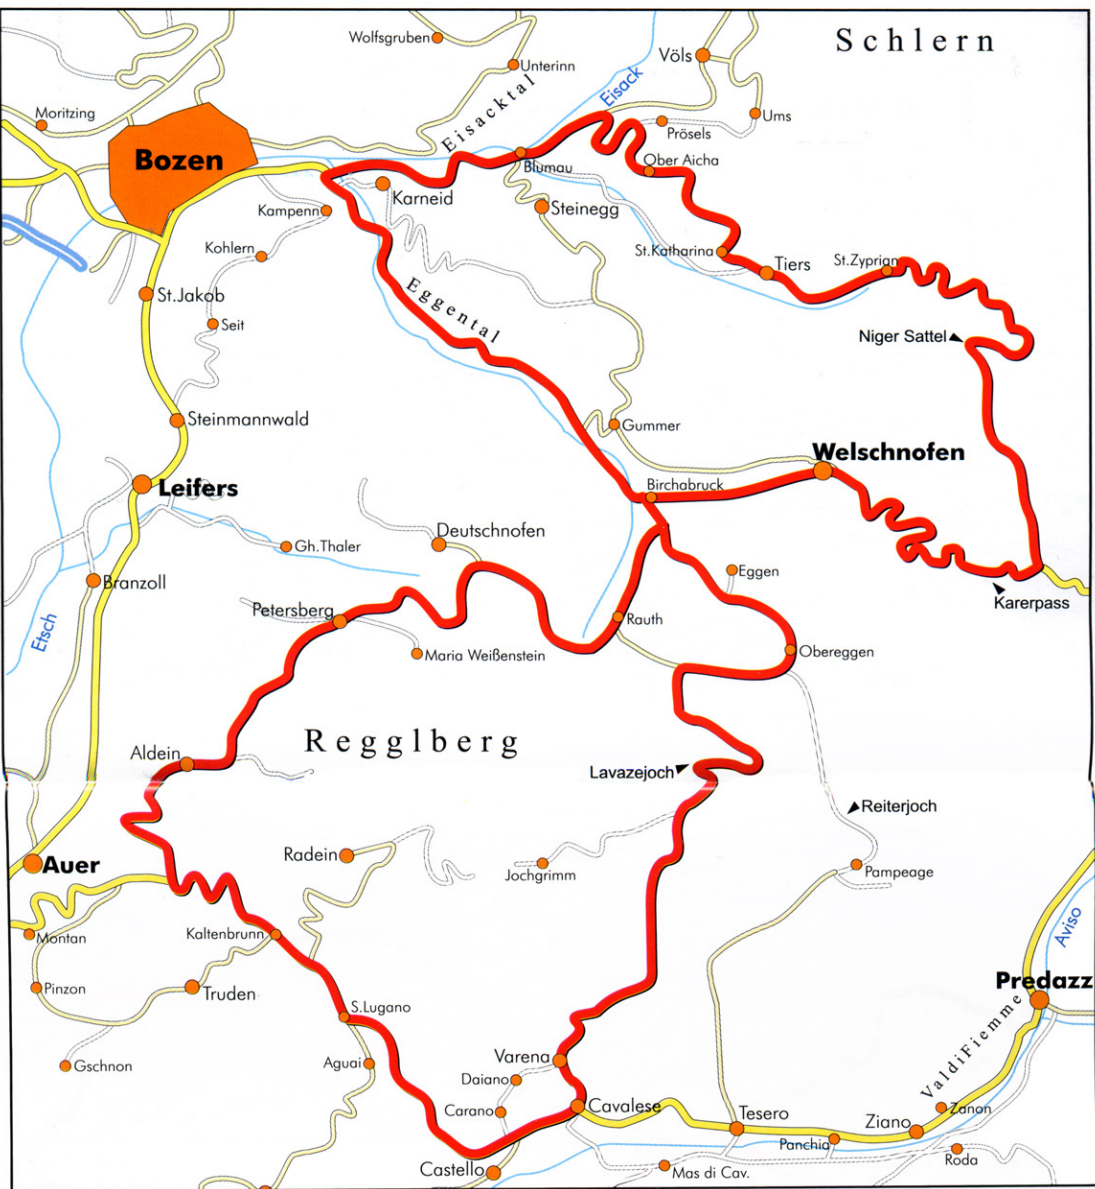 Schlern
Wolfsgruben
Völs
Unterinn
Eisack
Eisacktal
Moritzing
Ums
Prösels
Bozen
Blumau
Ober Aicha
Karneid
Kampenn
Steinegg
Kohlern
St.Katharina
Tiers
St.Zyprian
St.Jakob
Eggental
Seit
Niger Sattel
Steinmannwald
Gummer
Welschnofen
Leifers
Birchabruck
Deutschnofen
Gh.Thaler
Branzoll
Eggen
Karerpass
Petersberg
Rauth
Etsch
Maria Weißenstein
Obereggen
Regglberg
Aldein
Lavazejoch
Reiterjoch
Auer
Radein
Jochgrimm
Pampeage
Montan
Kaltenbrunn
Aviso
Pinzon
Truden
Predazz
S.Lugano
ValdiFiemme
Gschnon
Aguai
Varena
Daiano
Carano
Cavalese
Tesero
Ziano
Zanon
Panchia
Castello
Mas di Cav.
Roda